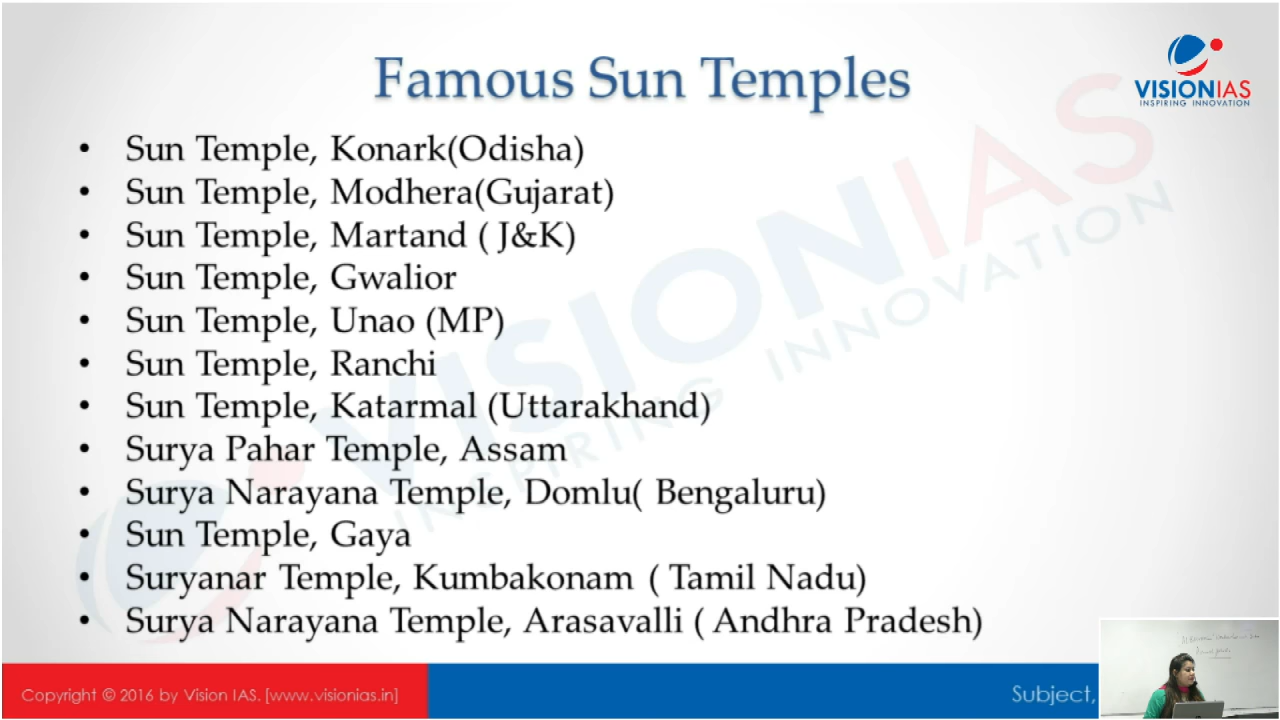 Famous Sun Temples
VISIONIAS
INSPIRING INNOVATION
• Sun Temple, Konark(Odisha)
• Sun Temple, Modhera(Gujarat)
• Sun Temple, Martand ( J&K)
• Sun Temple, Gwalior
• Sun Temple, Unao (MP)
• Sun Temple, Ranchi
• Sun Temple, Katarmal (Uttarakhand)
• Surya Pahar Temple, Assam
• Surya Narayana Temple, Domlu( Bengaluru)
• Sun Temple, Gaya
• Suryanar Temple, Kumbakonam ( Tamil Nadu)
• Surya Narayana Temple, Arasavalli ( Andhra Pradesh)
VISIONIAS
INSPIRING INNOVATION
Copyright © 2016 by Vision IAS. [www.visionias.in]
Subject,